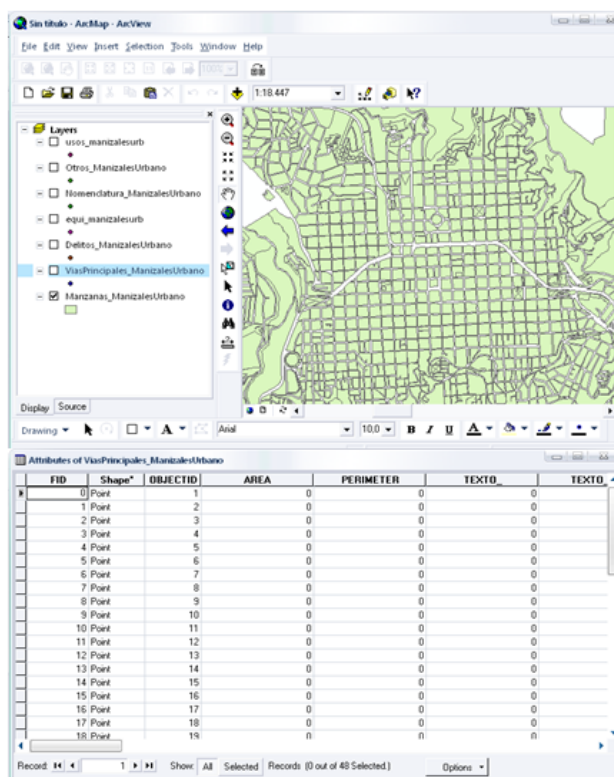 Sin título - ArcMap - ArcView
File Edit View Insert Selection Tools Window Help
100%
1:18.447
Layers
usos_manizalesurb
Otros_ManizalesUrbano
Nomenclatura_ManizalesUrbano
equi_manizalesurb
Delitos_ManizalesUrbano
ViasPrincipales_ManizalesUrbano
Manzanas_ManizalesUrbano
Display Source
Drawing A Arial 10,0 B I U A
Attributes of ViasPrincipales_ManizalesUrbano
FID Shape* OBJECTID AREA PERIMETER TEXTO_ TEXTO_
0 Point 1 0 0 0
1 Point 2 0 0 0
2 Point 3 0 0 0
3 Point 4 0 0 0
4 Point 5 0 0 0
5 Point 6 0 0 0
6 Point 7 0 0 0
7 Point 8 0 0 0
8 Point 9 0 0 0
9 Point 10 0 0 0
10 Point 11 0 0 0
11 Point 12 0 0 0
12 Point 13 0 0 0
13 Point 14 0 0 0
14 Point 15 0 0 0
15 Point 16 0 0 0
16 Point 17 0 0 0
17 Point 18 0 0 0
18 Point 19 0 0 0
Record: 1 Show: All Selected Records (0 out of 48 Selected.) Options